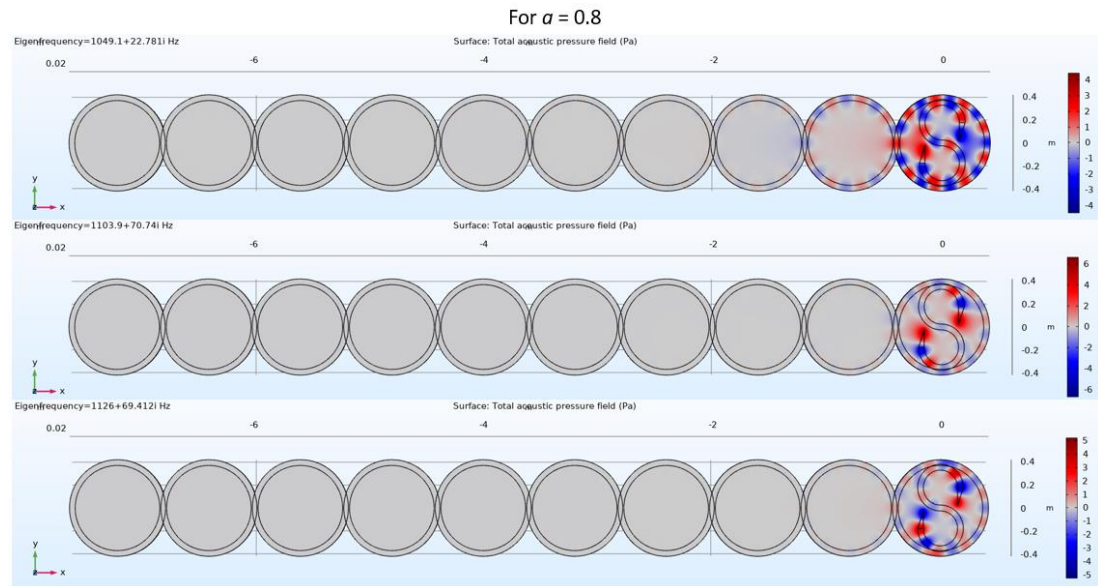 For a = 0.8
Eigenfrequency=1049.1+22.781i Hz Surface: Total acoustic pressure field (Pa)
0.02 -6 -4 -2 0
4
3
2
1
0
-1
-2
-3
-4
0.4
0.2
0 m
-0.2
-0.4
y
z x
Eigenfrequency=1103.9+70.74i Hz Surface: Total acoustic pressure field (Pa)
0.02 -6 -4 -2 0
6
4
2
0
-2
-4
-6
0.4
0.2
0 m
-0.2
-0.4
y
z x
Eigenfrequency=1126+69.412i Hz Surface: Total acoustic pressure field (Pa)
0.02 -6 -4 -2 0
5
4
3
2
1
0
-1
-2
-3
-4
-5
0.4
0.2
0 m
-0.2
-0.4
y
z x